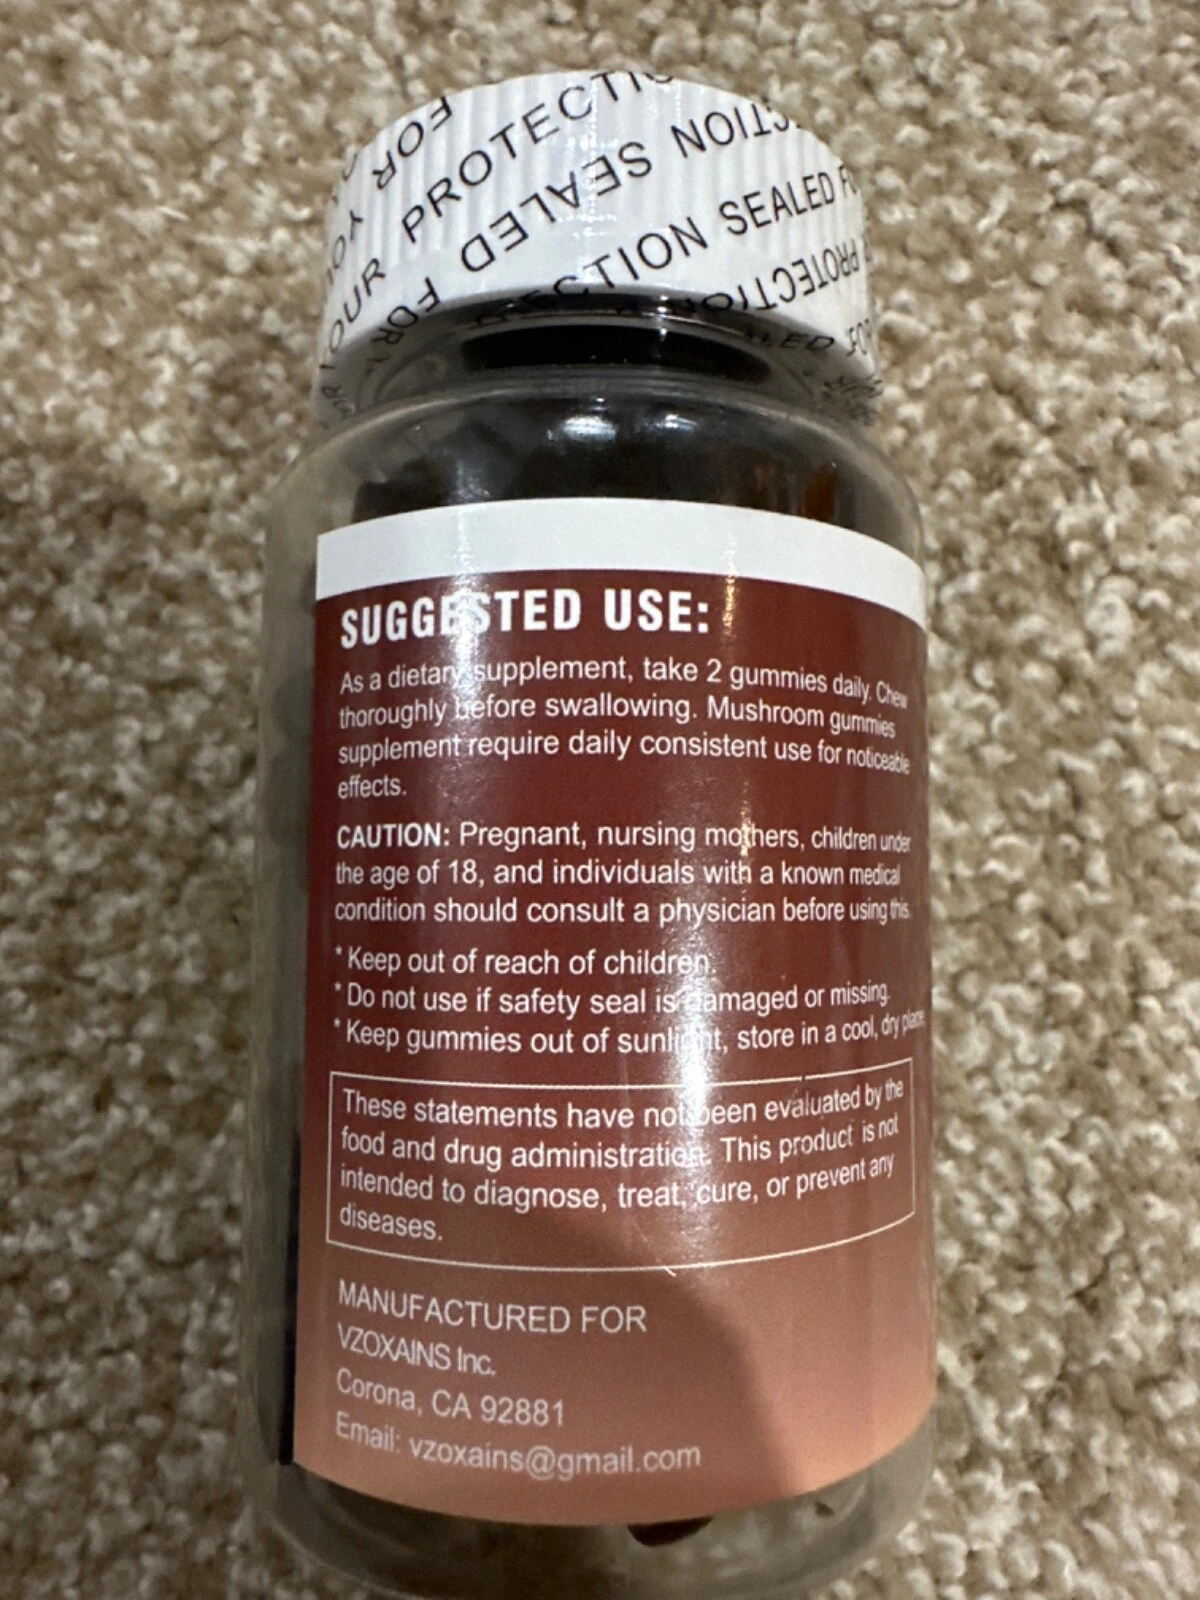 FOR
YOUR PROTECTIO
SEALED
FOR Y
CTION
ECTION SEALED FO
PROTECTION
SUGGESTED USE:
As a dietary supplement, take 2 gummies daily. Chew
thoroughly before swallowing. Mushroom gummies
supplement require daily consistent use for noticeable
effects.
CAUTION: Pregnant, nursing mothers, children under
the age of 18, and individuals with a known medical
condition should consult a physician before using this.
* Keep out of reach of children.
* Do not use if safety seal is damaged or missing.
* Keep gummies out of sunlight, store in a cool, dry place.
These statements have not been evaluated by the
food and drug administration. This product is not
intended to diagnose, treat, cure, or prevent any
diseases.
MANUFACTURED FOR
VZOXAINS Inc.
Corona, CA 92881
Email: vzoxains@gmail.com